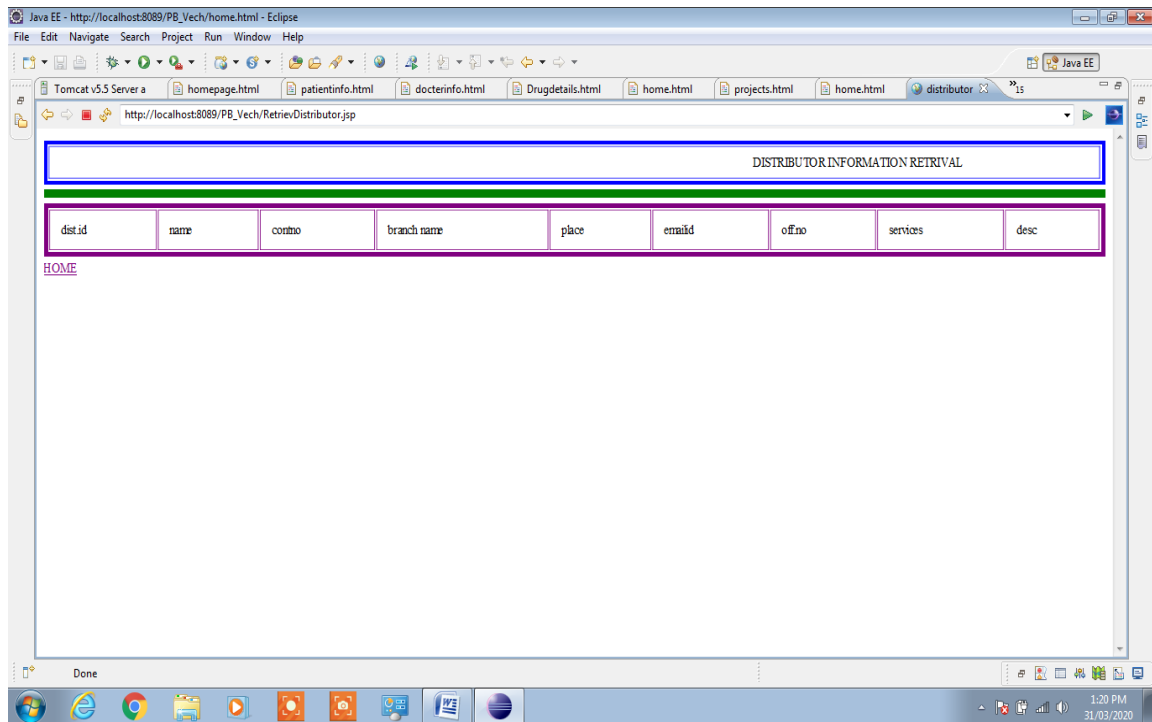 Java EE - http://localhost:8089/PB_Vech/home.html - Eclipse
File Edit Navigate Search Project Run Window Help
Java EE
Tomcat v5.5 Server a homepage.html patientinfo.html docterinfo.html Drugdetails.html home.html projects.html home.html distributor »15
http://localhost:8089/PB_Vech/RetrievDistributor.jsp
DISTRIBUTOR INFORMATION RETRIVAL
dist.id name contno branch name place emailid off.no services desc
HOME
Done
1:20 PM
31/03/2020